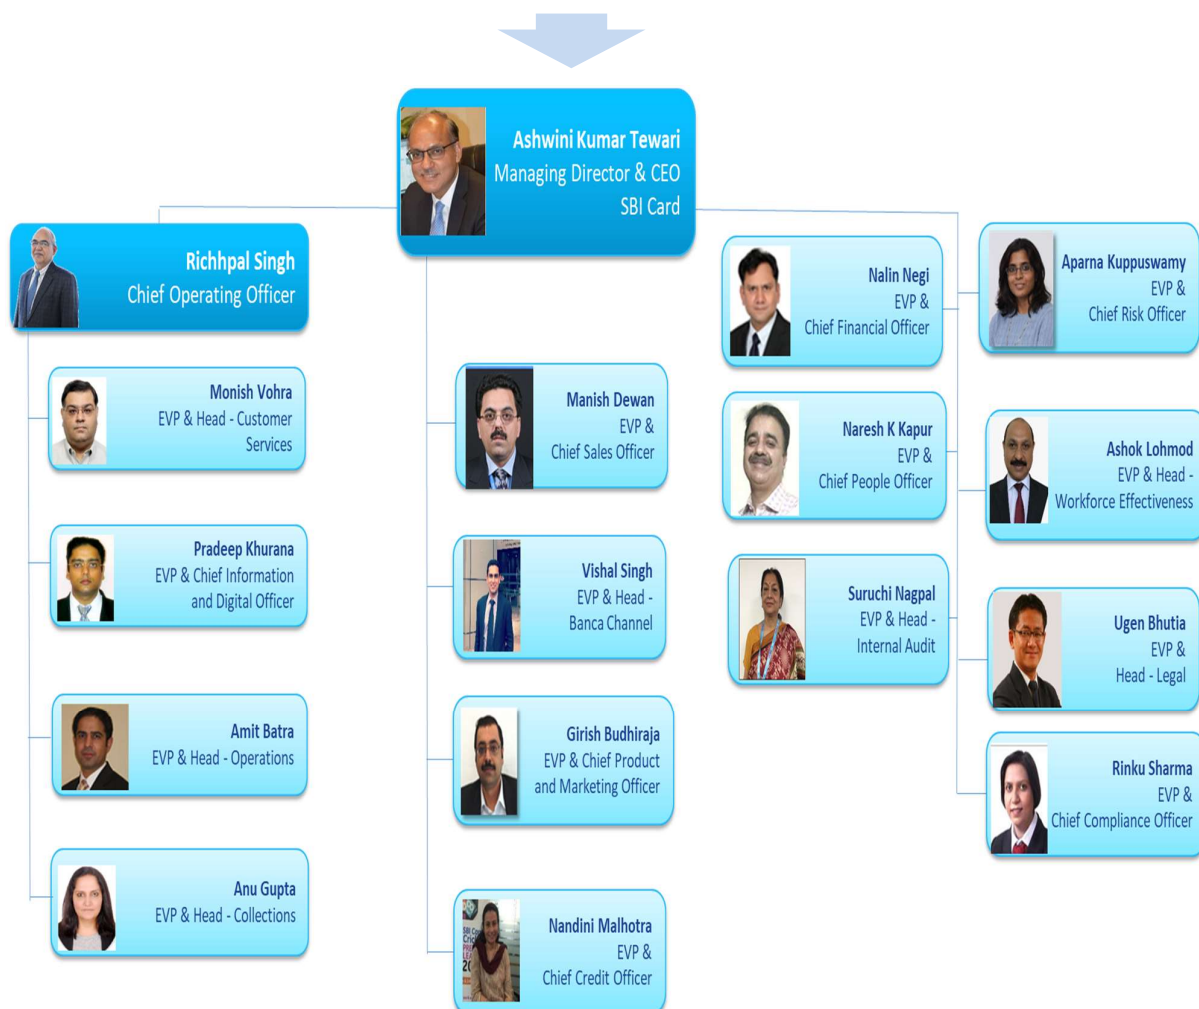 Ashwini Kumar Tewari
Managing Director & CEO
SBI Card
Richhpal Singh
Chief Operating Officer
Monish Vohra
EVP & Head - Customer
Services
Pradeep Khurana
EVP & Chief Information
and Digital Officer
Amit Batra
EVP & Head - Operations
Anu Gupta
EVP & Head - Collections
Manish Dewan
EVP &
Chief Sales Officer
Vishal Singh
EVP & Head -
Banca Channel
Girish Budhiraja
EVP & Chief Product
and Marketing Officer
Nandini Malhotra
EVP &
Chief Credit Officer
Nalin Negi
EVP &
Chief Financial Officer
Naresh K Kapur
EVP &
Chief People Officer
Suruchi Nagpal
EVP & Head -
Internal Audit
Aparna Kuppuswamy
EVP &
Chief Risk Officer
Ashok Lohmod
EVP & Head -
Workforce Effectiveness
Ugen Bhutia
EVP &
Head - Legal
Rinku Sharma
EVP &
Chief Compliance Officer